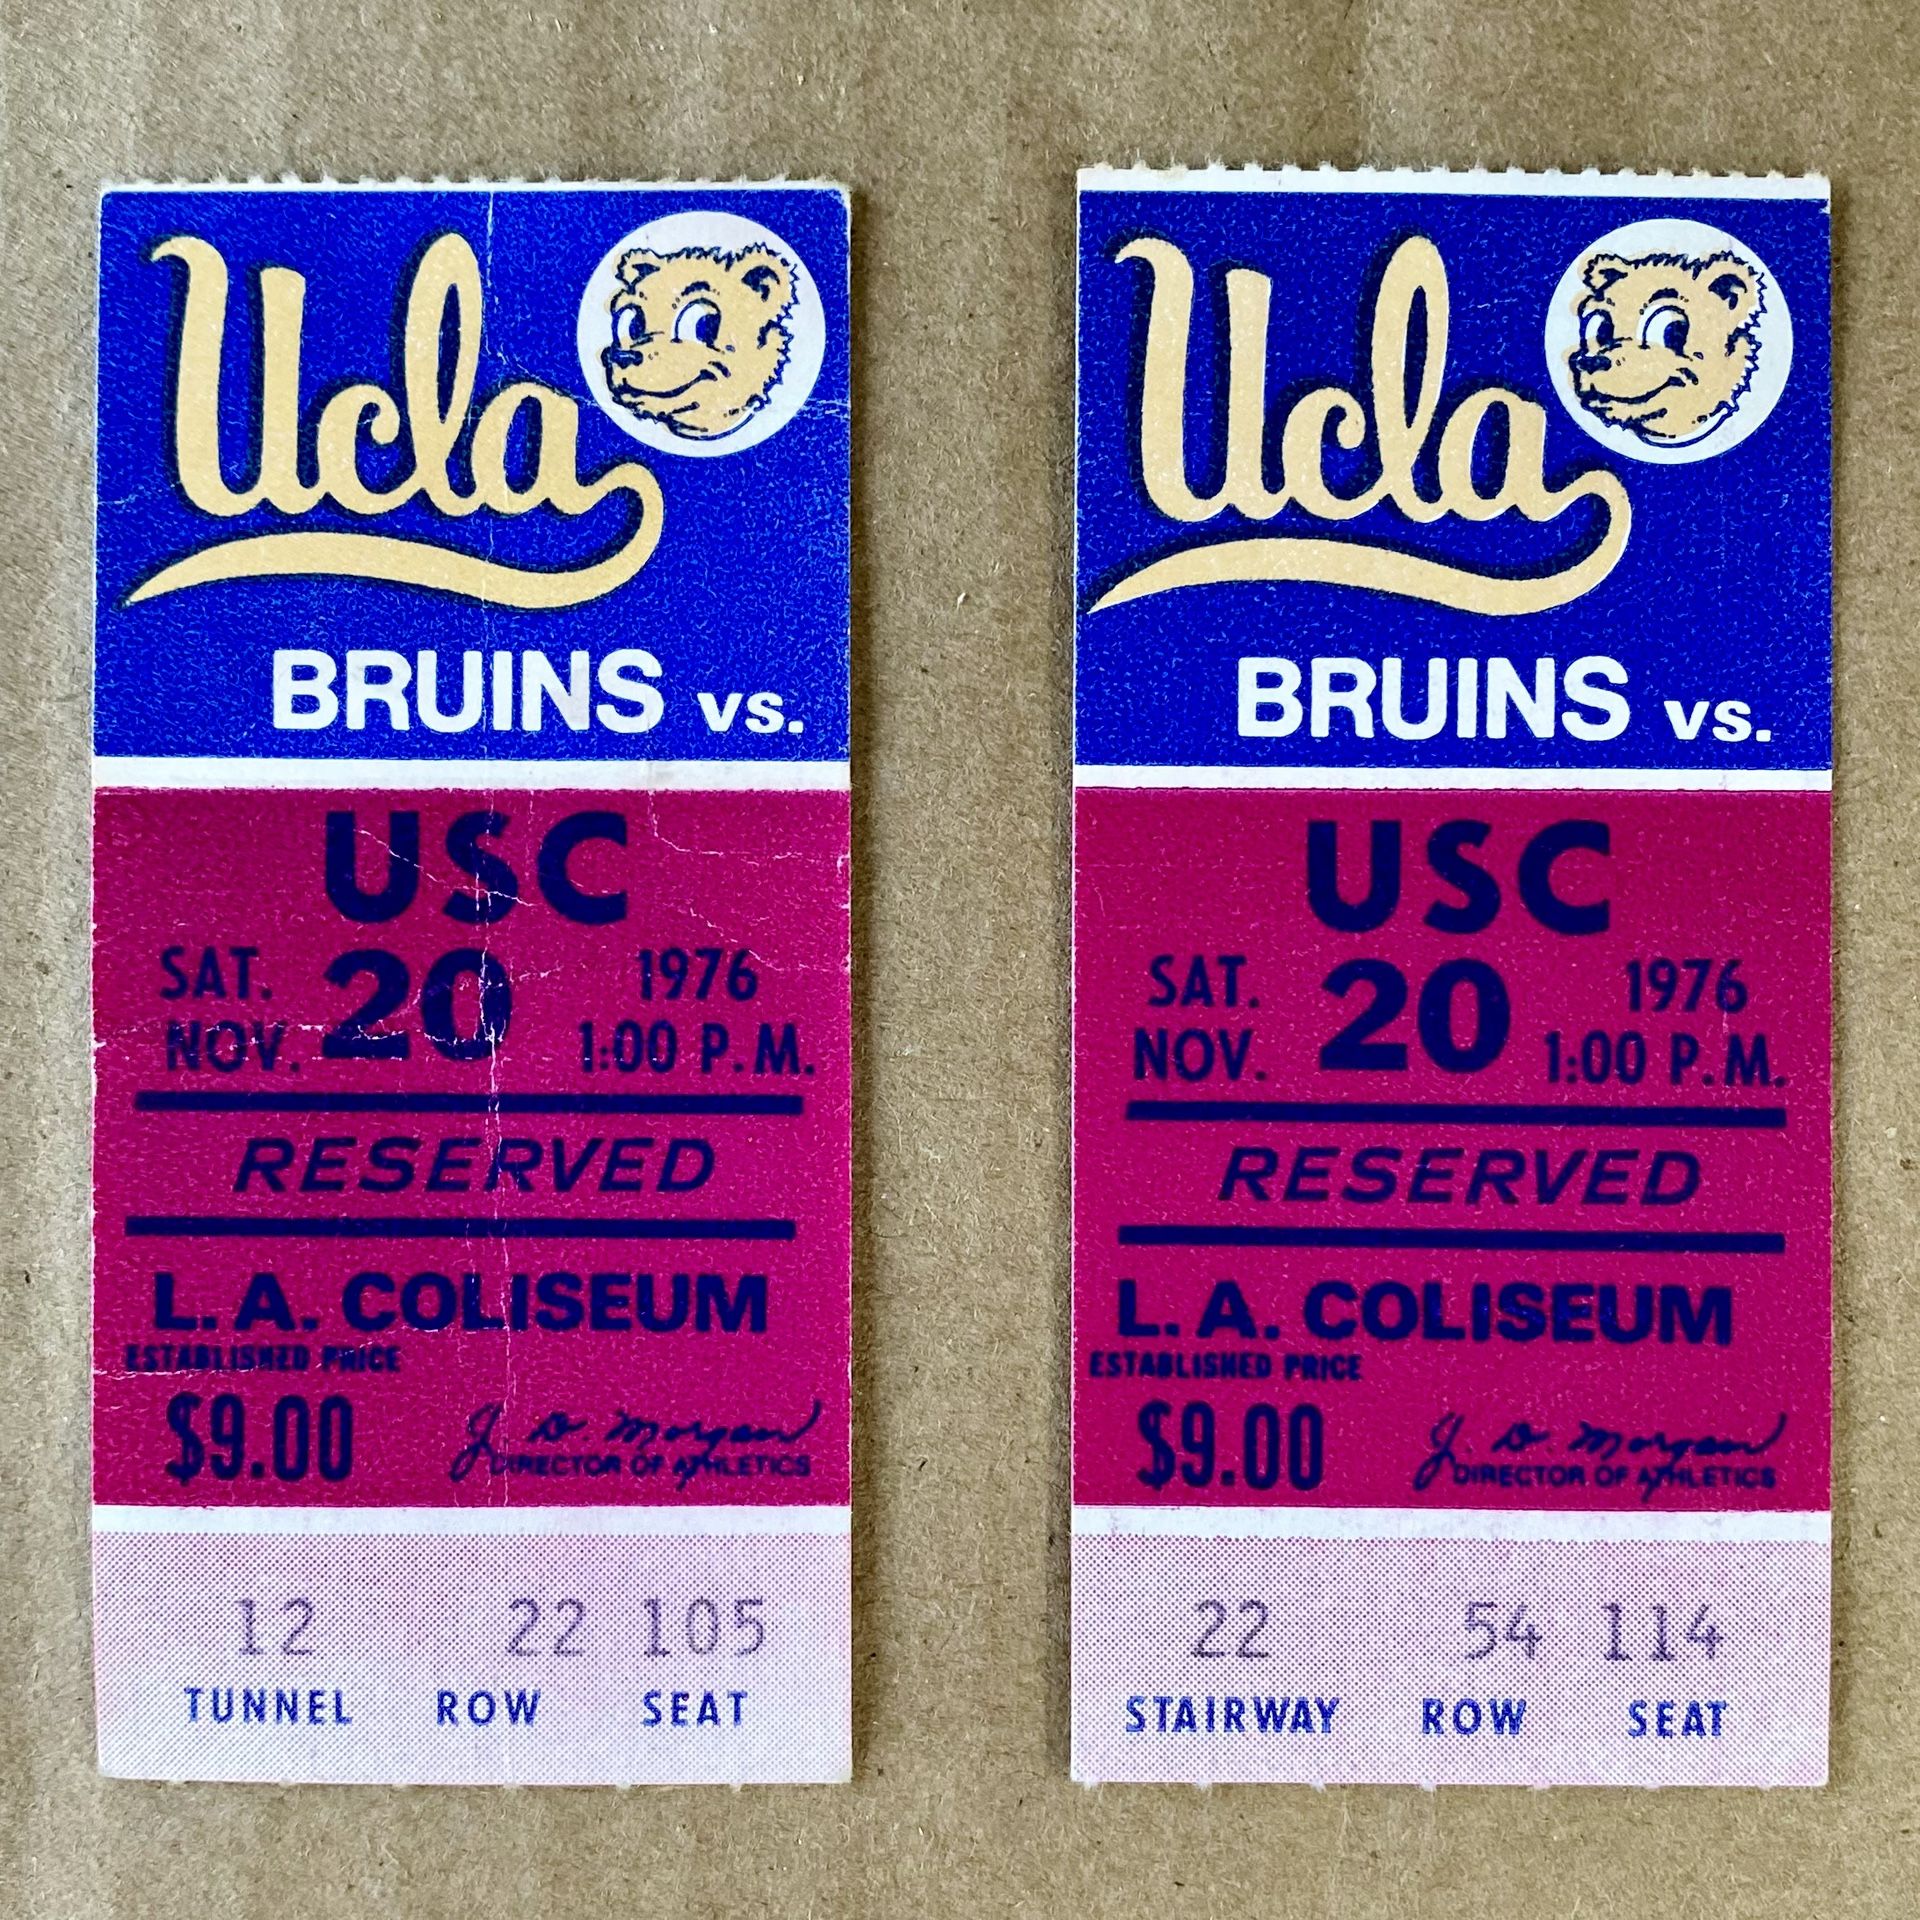 Ucla
BRUINS vs.
USC
SAT. NOV. 20 1976 1:00 P.M.
RESERVED
L. A. COLISEUM
ESTABLISHED PRICE
$9.00
J. D. Morgan
DIRECTOR OF ATHLETICS
12 22 105
TUNNEL ROW SEAT
Ucla
BRUINS vs.
USC
SAT. NOV. 20 1976 1:00 P.M.
RESERVED
L. A. COLISEUM
ESTABLISHED PRICE
$9.00
J. D. Morgan
DIRECTOR OF ATHLETICS
22 54 114
STAIRWAY ROW SEAT